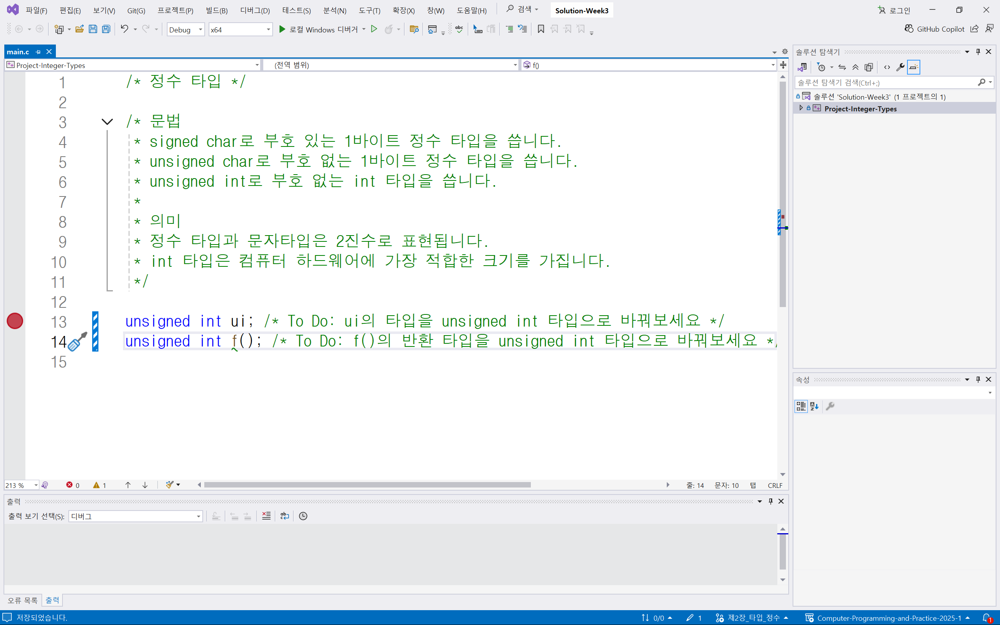 파일(F) 편집(E) 보기(V) Git(G) 프로젝트(P) 빌드(B) 디버그(D) 테스트(S) 분석(N) 도구(T) 확장(X) 창(W) 도움말(H) 검색 Solution-Week3 로그인
Debug x64 로컬 Windows 디버거 GitHub Copilot
main.c
Project-Integer-Types (전역 범위) f()
1 /* 정수 타입 */
2
3 /* 문법
4 * signed char로 부호 있는 1바이트 정수 타입을 씁니다.
5 * unsigned char로 부호 없는 1바이트 정수 타입을 씁니다.
6 * unsigned int로 부호 없는 int 타입을 씁니다.
7 *
8 * 의미
9 * 정수 타입과 문자타입은 2진수로 표현됩니다.
10 * int 타입은 컴퓨터 하드웨어에 가장 적합한 크기를 가집니다.
11 */
12
13 unsigned int ui; /* To Do: ui의 타입을 unsigned int 타입으로 바꿔보세요 */
14 unsigned int f(); /* To Do: f()의 반환 타입을 unsigned int 타입으로 바꿔보세요 */
15
213 % 0 1 줄: 14 문자: 10 탭 CRLF
출력
출력 보기 선택(S): 디버그
오류 목록 출력
솔루션 탐색기
솔루션 탐색기 검색(Ctrl+;)
솔루션 'Solution-Week3' (1 프로젝트의 1)
Project-Integer-Types
속성
저장되었습니다. 0/0 1 제2장_타입_정수 Computer-Programming-and-Practice-2025-1 1